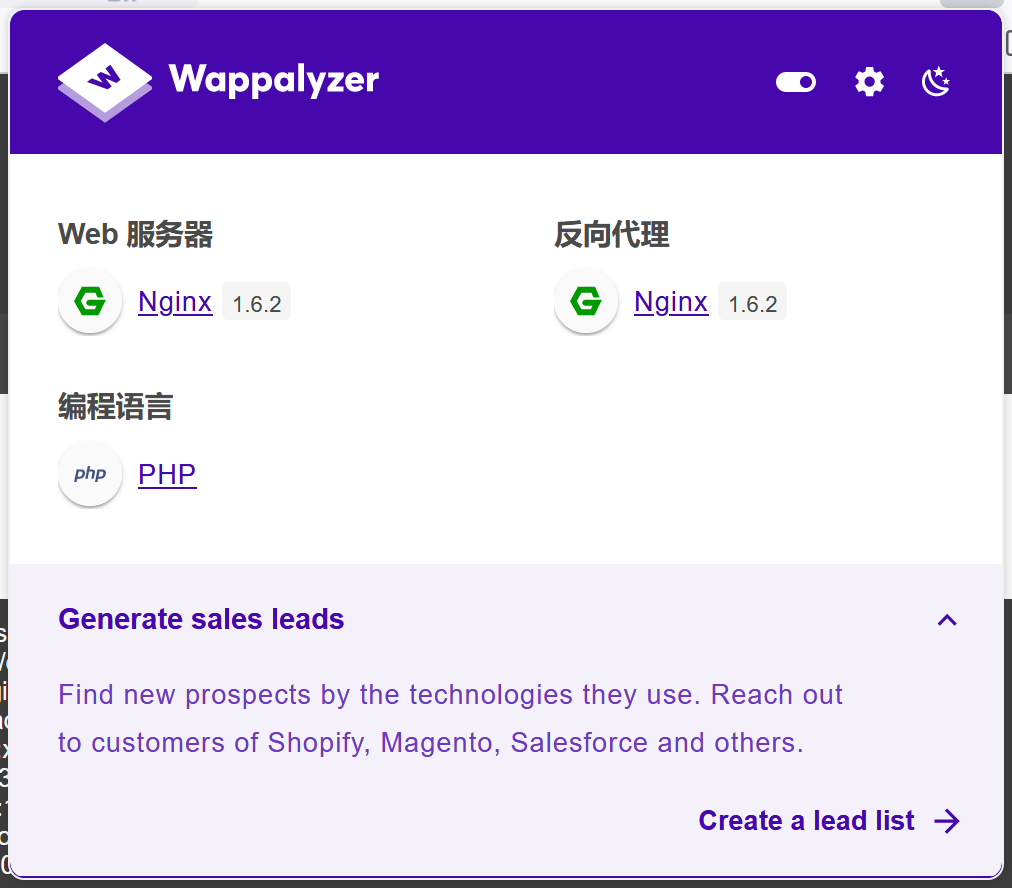 Wappalyzer
Web 服务器
反向代理
Nginx 1.6.2
Nginx 1.6.2
编程语言
php
PHP
Generate sales leads
Find new prospects by the technologies they use. Reach out
to customers of Shopify, Magento, Salesforce and others.
Create a lead list